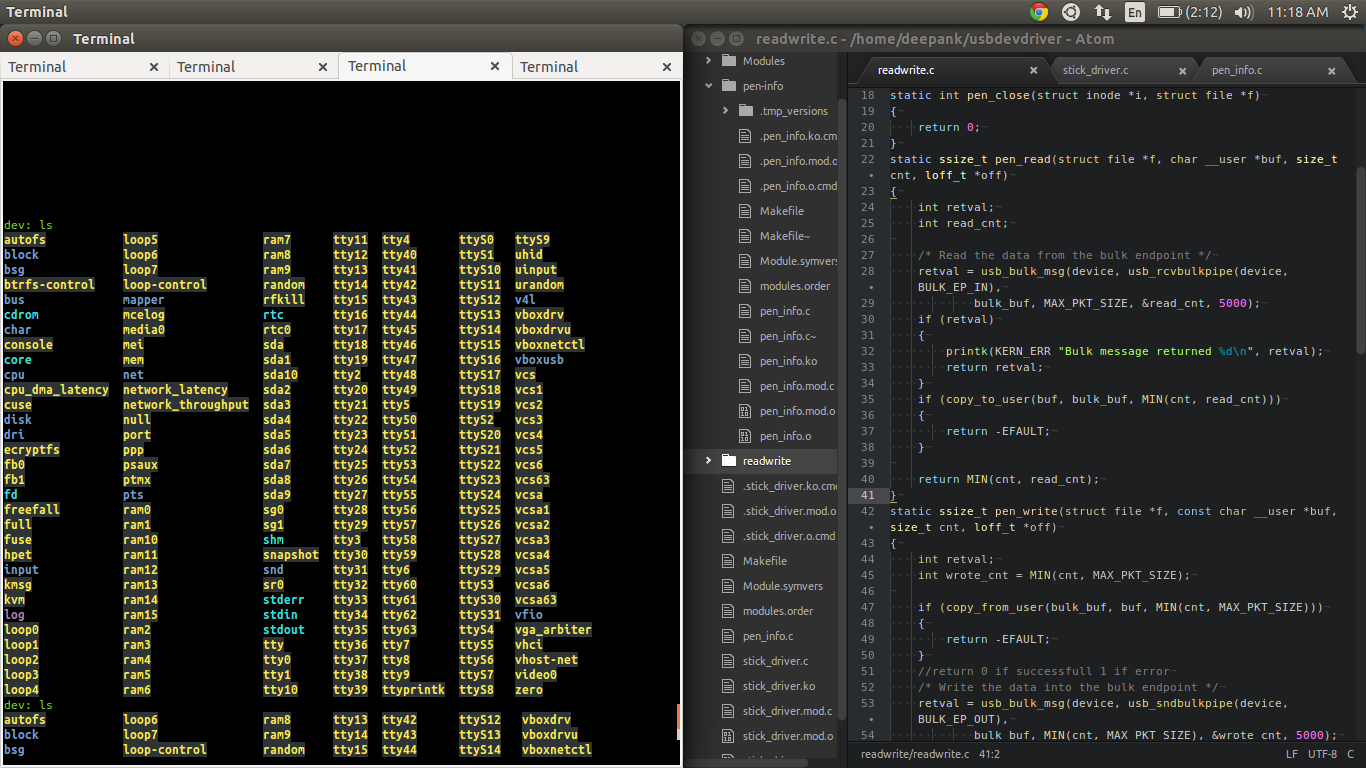 Terminal
En (2:12) 11:18 AM
Terminal
Terminal Terminal Terminal Terminal
dev: ls
autofs loop5 ram7 tty11 tty4 ttyS0 ttyS9
block loop6 ram8 tty12 tty40 ttyS1 uhid
bsg loop7 ram9 tty13 tty41 ttyS10 uinput
btrfs-control loop-control random tty14 tty42 ttyS11 urandom
bus mapper rfkill tty15 tty43 ttyS12 v4l
cdrom mcelog rtc tty16 tty44 ttyS13 vboxdrv
char media0 rtc0 tty17 tty45 ttyS14 vboxdrvu
console mei sda tty18 tty46 ttyS15 vboxnetctl
core mem sda1 tty19 tty47 ttyS16 vboxusb
cpu net sda10 tty2 tty48 ttyS17 vcs
cpu_dma_latency network_latency sda2 tty20 tty49 ttyS18 vcs1
cuse network_throughput sda3 tty21 tty5 ttyS19 vcs2
disk null sda4 tty22 tty50 ttyS2 vcs3
dri port sda5 tty23 tty51 ttyS20 vcs4
ecryptfs ppp sda6 tty24 tty52 ttyS21 vcs5
fb0 psaux sda7 tty25 tty53 ttyS22 vcs6
fb1 ptmx sda8 tty26 tty54 ttyS23 vcs63
fd pts sda9 tty27 tty55 ttyS24 vcsa
freefall ram0 sg0 tty28 tty56 ttyS25 vcsa1
full ram1 sg1 tty29 tty57 ttyS26 vcsa2
fuse ram10 shm tty3 tty58 ttyS27 vcsa3
hpet ram11 snapshot tty30 tty59 ttyS28 vcsa4
input ram12 snd tty31 tty6 ttyS29 vcsa5
kmsg ram13 sr0 tty32 tty60 ttyS3 vcsa6
kvm ram14 stderr tty33 tty61 ttyS30 vcsa63
log ram15 stdin tty34 tty62 ttyS31 vfio
loop0 ram2 stdout tty35 tty63 ttyS4 vga_arbiter
loop1 ram3 tty tty36 tty7 ttyS5 vhci
loop2 ram4 tty0 tty37 tty8 ttyS6 vhost-net
loop3 ram5 tty1 tty38 tty9 ttyS7 video0
loop4 ram6 tty10 tty39 ttyprintk ttyS8 zero
dev: ls
autofs loop6 ram8 tty13 tty42 ttyS12 vboxdrv
block loop7 ram9 tty14 tty43 ttyS13 vboxdrvu
bsg loop-control random tty15 tty44 ttyS14 vboxnetctl
readwrite.c - /home/deepank/usbdevdriver - Atom
Modules
pen-info
.tmp_versions
.pen_info.ko.cm
.pen_info.mod.o
.pen_info.o.cmd
Makefile
Makefile~
Module.symvers
modules.order
pen_info.c
pen_info.c~
pen_info.ko
pen_info.mod.c
pen_info.mod.o
pen_info.o
readwrite
.stick_driver.ko.cmd
.stick_driver.mod.o
.stick_driver.o.cmd
Makefile
Module.symvers
modules.order
pen_info.c
stick_driver.c
stick_driver.ko
stick_driver.mod.c
stick_driver.mod.o
readwrite.c stick_driver.c pen_info.c
18 static int pen_close(struct inode *i, struct file *f)
19 {
20 return 0;
21 }
22 static ssize_t pen_read(struct file *f, char __user *buf, size_t
• cnt, loff_t *off)
23 {
24 int retval;
25 int read_cnt;
26
27 /* Read the data from the bulk endpoint */
28 retval = usb_bulk_msg(device, usb_rcvbulkpipe(device,
• BULK_EP_IN),
29 bulk_buf, MAX_PKT_SIZE, &read_cnt, 5000);
30 if (retval)
31 {
32 printk(KERN_ERR "Bulk message returned %d\n", retval);
33 return retval;
34 }
35 if (copy_to_user(buf, bulk_buf, MIN(cnt, read_cnt)))
36 {
37 return -EFAULT;
38 }
39
40 return MIN(cnt, read_cnt);
41 }
42 static ssize_t pen_write(struct file *f, const char __user *buf,
• size_t cnt, loff_t *off)
43 {
44 int retval;
45 int wrote_cnt = MIN(cnt, MAX_PKT_SIZE);
46
47 if (copy_from_user(bulk_buf, buf, MIN(cnt, MAX_PKT_SIZE)))
48 {
49 return -EFAULT;
50 }
51 //return 0 if successfull 1 if error
52 /* Write the data into the bulk endpoint */
53 retval = usb_bulk_msg(device, usb_sndbulkpipe(device,
• BULK_EP_OUT),
54 bulk_buf, MIN(cnt, MAX_PKT_SIZE), &wrote_cnt, 5000);
readwrite/readwrite.c 41:2 LF UTF-8 C